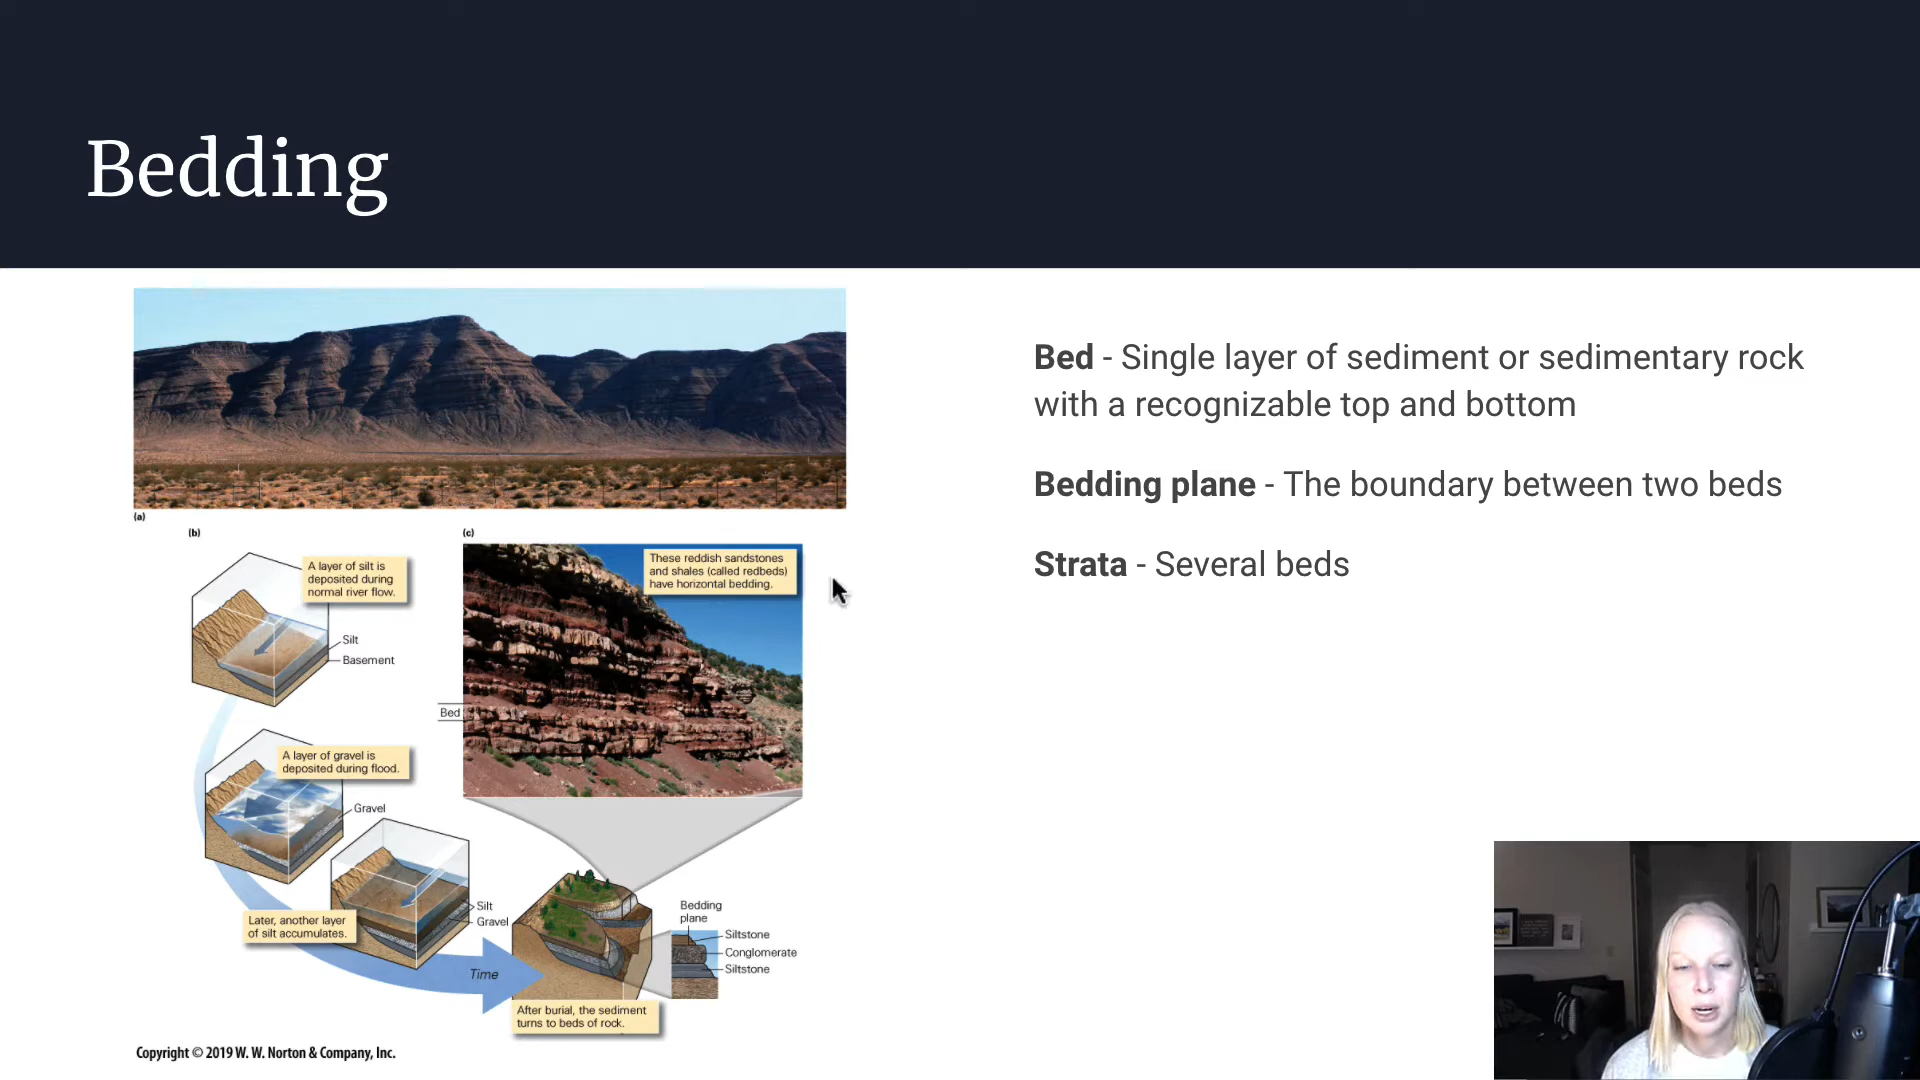 Bedding
Bed - Single layer of sediment or sedimentary rock
with a recognizable top and bottom
Bedding plane - The boundary between two beds
Strata - Several beds
(a)
(b)
A layer of silt is
deposited during
normal river flow.
Silt
Basement
A layer of gravel is
deposited during flood.
Gravel
Later, another layer
of silt accumulates.
Silt
Gravel
Time
(c)
These reddish sandstones
and shales (called redbeds)
have horizontal bedding.
Bed
Bedding
plane
Siltstone
Conglomerate
Siltstone
After burial, the sediment
turns to beds of rock.
Copyright © 2019 W. W. Norton & Company, Inc.